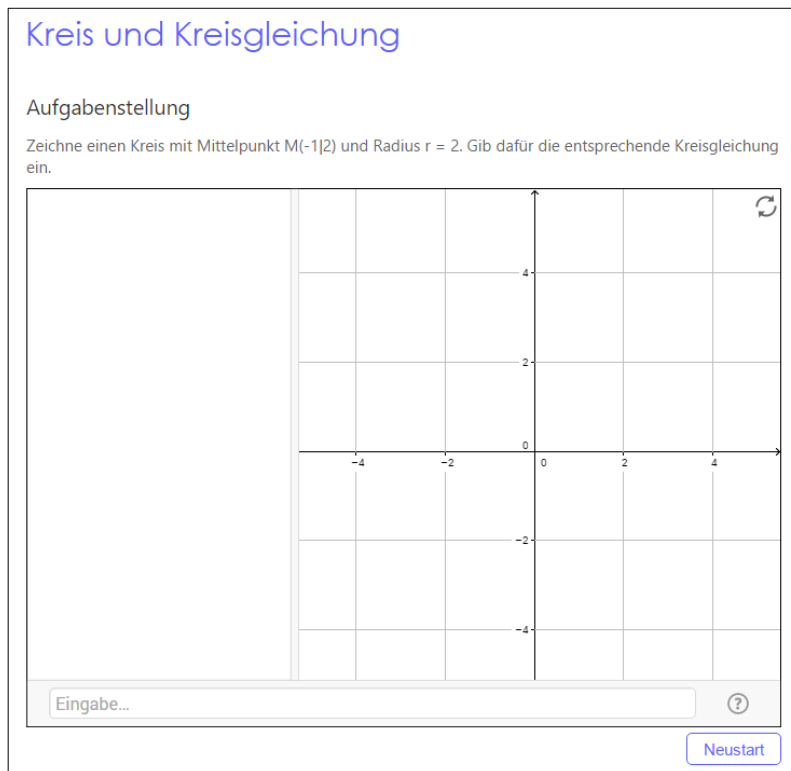 Kreis und Kreisgleichung
Aufgabenstellung
Zeichne einen Kreis mit Mittelpunkt M(-1|2) und Radius r = 2. Gib dafür die entsprechende Kreisgleichung
ein.
4
2
0
−4 −2 0 2 4
−2
−4
Eingabe...
?
Neustart